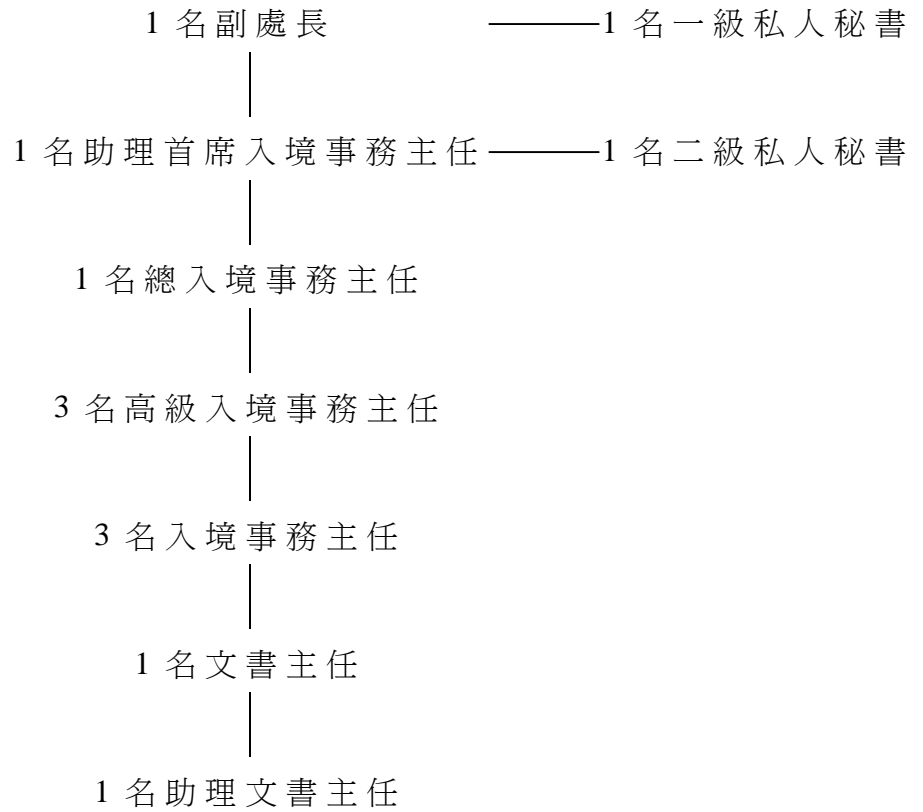 1 名副處長 1 名一級私人秘書
1 名助理首席入境事務主任 1 名二級私人秘書
1 名總入境事務主任
3 名高級入境事務主任
3 名入境事務主任
1 名文書主任
1 名助理文書主任